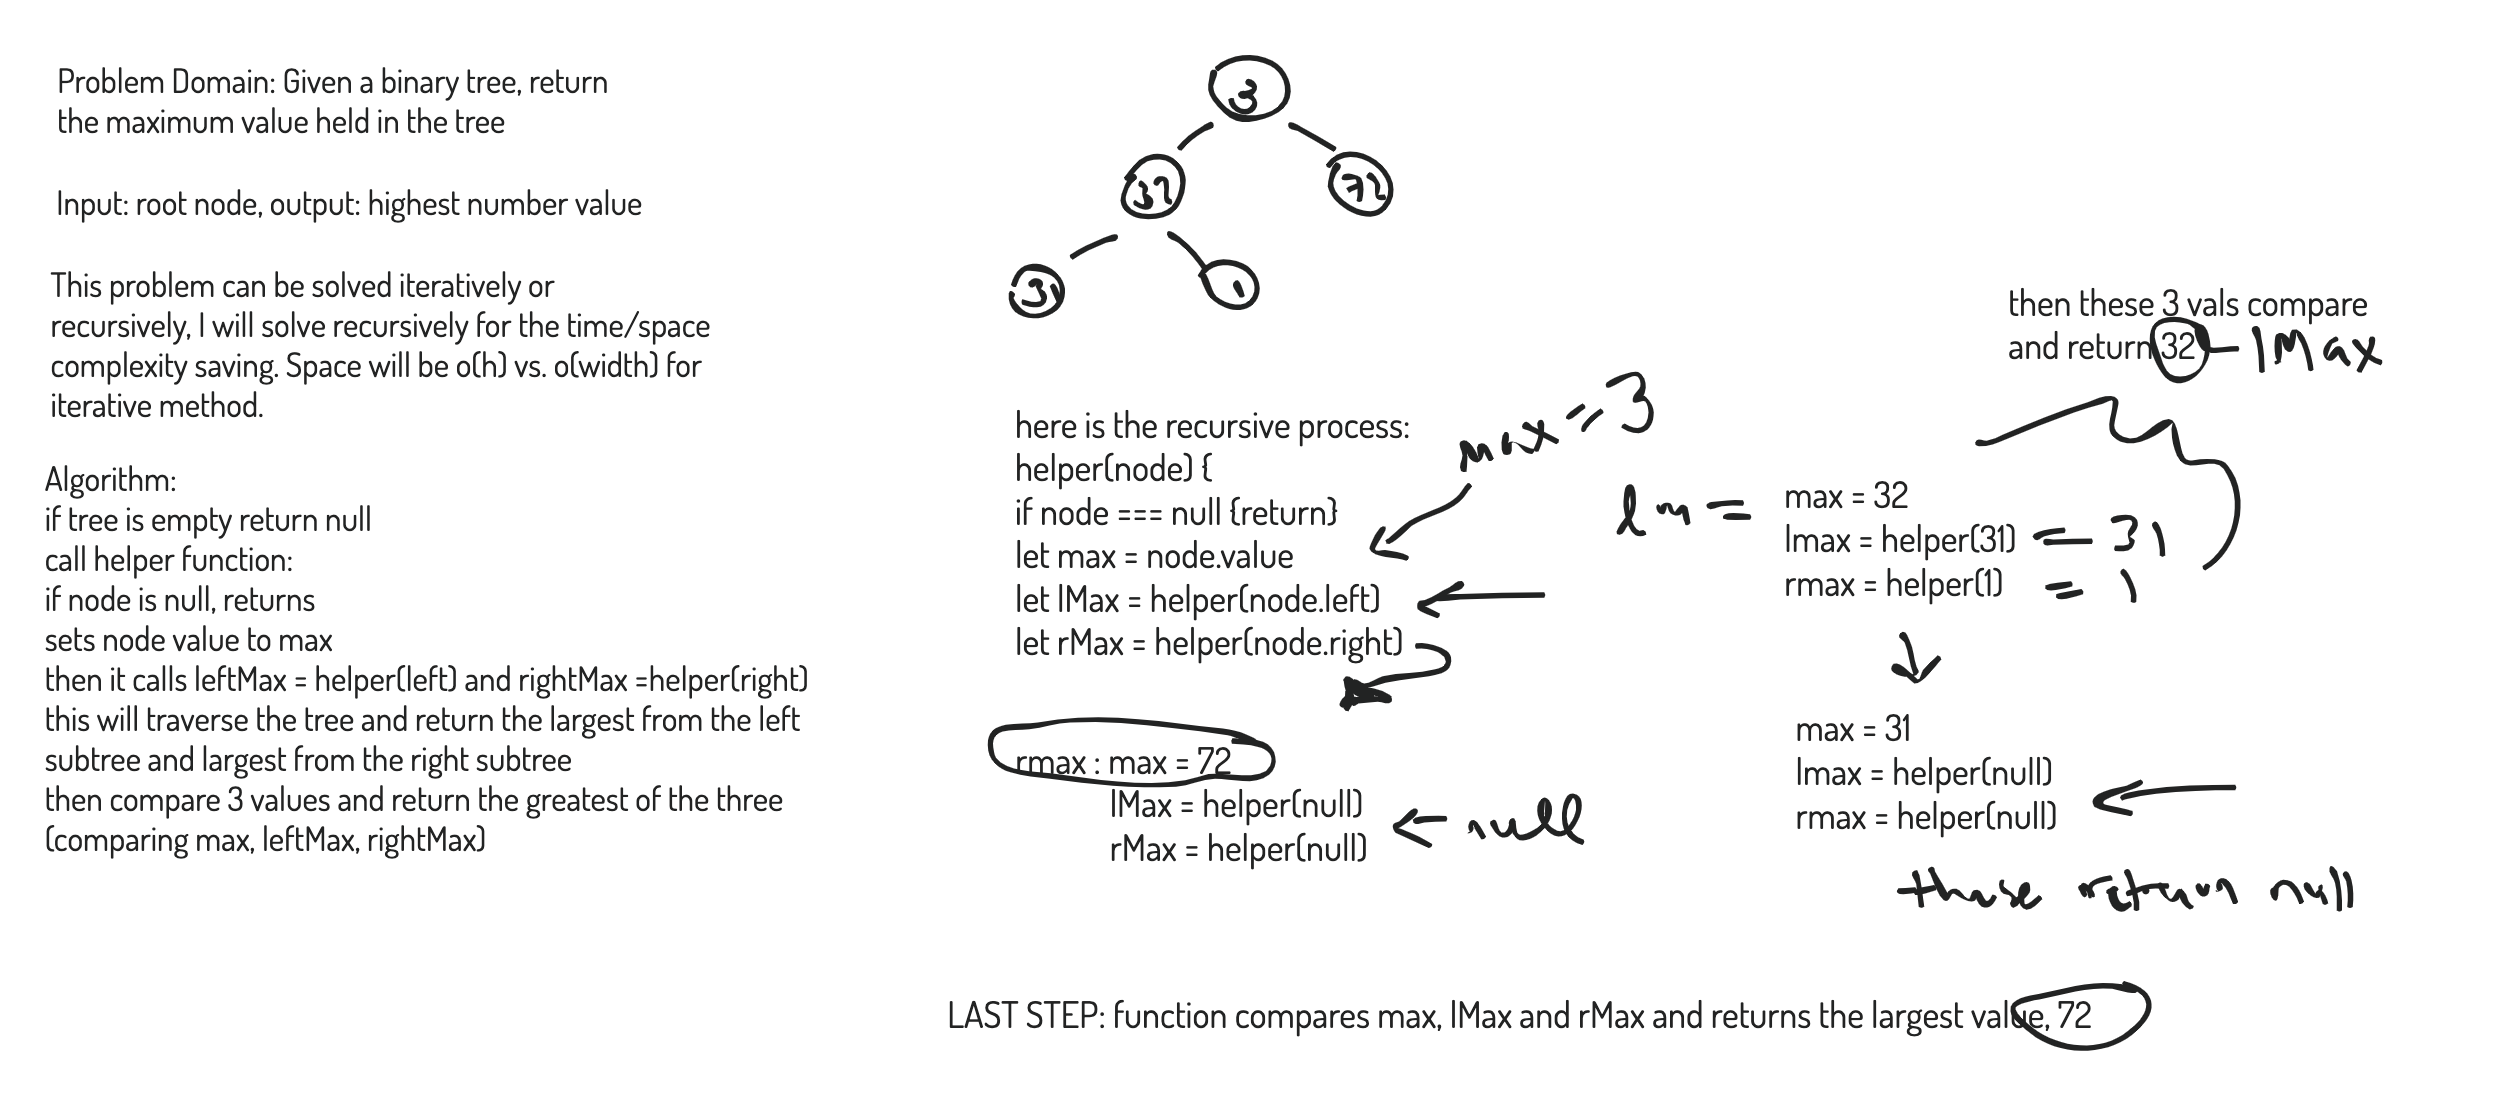 Problem Domain: Given a binary tree, return
the maximum value held in the tree
Input: root node, output: highest number value
This problem can be solved iteratively or
recursively, I will solve recursively for the time/space
complexity saving. Space will be o(h) vs. o(width) for
iterative method.
Algorithm:
if tree is empty return null
call helper function:
if node is null, returns
sets node value to max
then it calls leftMax = helper(left) and rightMax =helper(right)
this will traverse the tree and return the largest from the left
subtree and largest from the right subtree
then compare 3 values and return the greatest of the three
(comparing max, leftMax, rightMax)
3
32
72
31
1
here is the recursive process:
helper(node) {
if node === null {return}
let max = node.value
let lMax = helper(node.left)
let rMax = helper(node.right)
max = 3
rmax : max = 72
lMax = helper(null)
rMax = helper(null)
null
then these 3 vals compare
and return 32
lMax
lm =
max = 32
lmax = helper(31) = 31
rmax = helper(1) = 1
max = 31
lmax = helper(null)
rmax = helper(null)
these return null
LAST STEP: function compares max, lMax and rMax and returns the largest value, 72